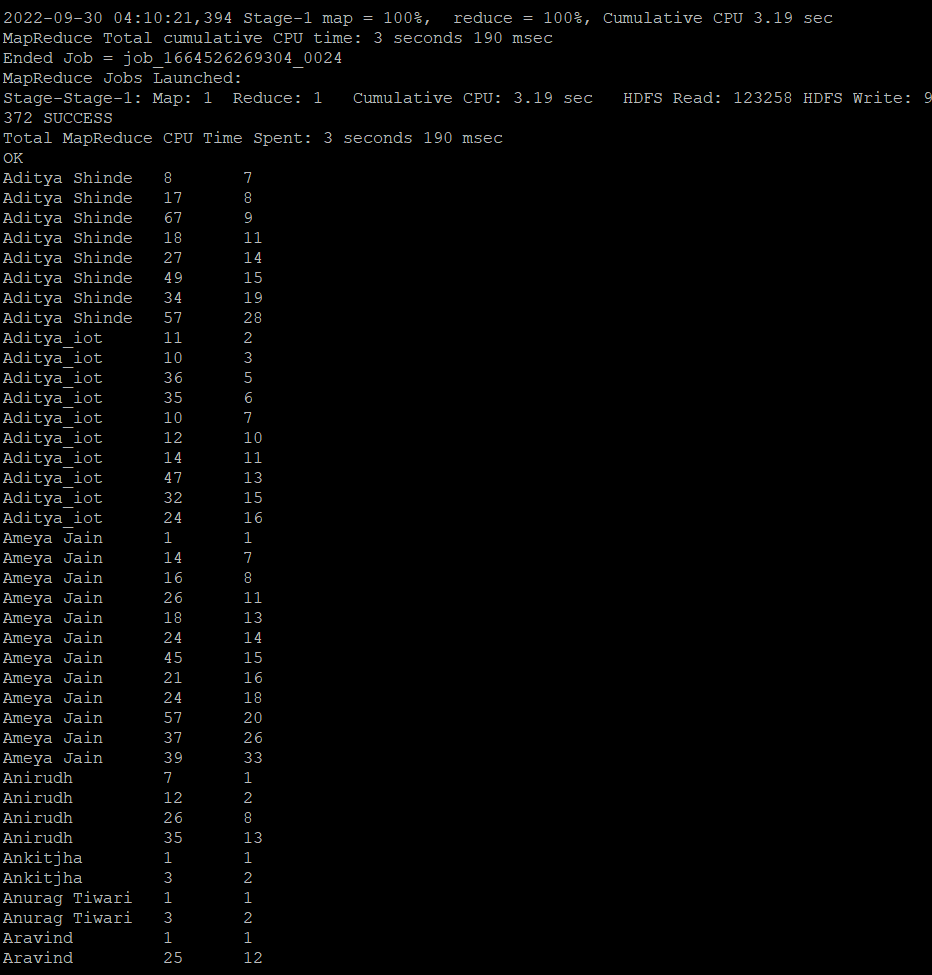 2022-09-30 04:10:21,394 Stage-1 map = 100%,  reduce = 100%, Cumulative CPU 3.19 sec
MapReduce Total cumulative CPU time: 3 seconds 190 msec
Ended Job = job_1664526269304_0024
MapReduce Jobs Launched:
Stage-Stage-1: Map: 1  Reduce: 1   Cumulative CPU: 3.19 sec   HDFS Read: 123258 HDFS Write: 9
372 SUCCESS
Total MapReduce CPU Time Spent: 3 seconds 190 msec
OK
Aditya Shinde   8       7
Aditya Shinde   17      8
Aditya Shinde   67      9
Aditya Shinde   18      11
Aditya Shinde   27      14
Aditya Shinde   49      15
Aditya Shinde   34      19
Aditya Shinde   57      28
Aditya_iot      11      2
Aditya_iot      10      3
Aditya_iot      36      5
Aditya_iot      35      6
Aditya_iot      10      7
Aditya_iot      12      10
Aditya_iot      14      11
Aditya_iot      47      13
Aditya_iot      32      15
Aditya_iot      24      16
Ameya Jain      1       1
Ameya Jain      14      7
Ameya Jain      16      8
Ameya Jain      26      11
Ameya Jain      18      13
Ameya Jain      24      14
Ameya Jain      45      15
Ameya Jain      21      16
Ameya Jain      24      18
Ameya Jain      57      20
Ameya Jain      37      26
Ameya Jain      39      33
Anirudh         7       1
Anirudh         12      2
Anirudh         26      8
Anirudh         35      13
Ankitjha        1       1
Ankitjha        3       2
Anurag Tiwari   1       1
Anurag Tiwari   3       2
Aravind         1       1
Aravind         25      12